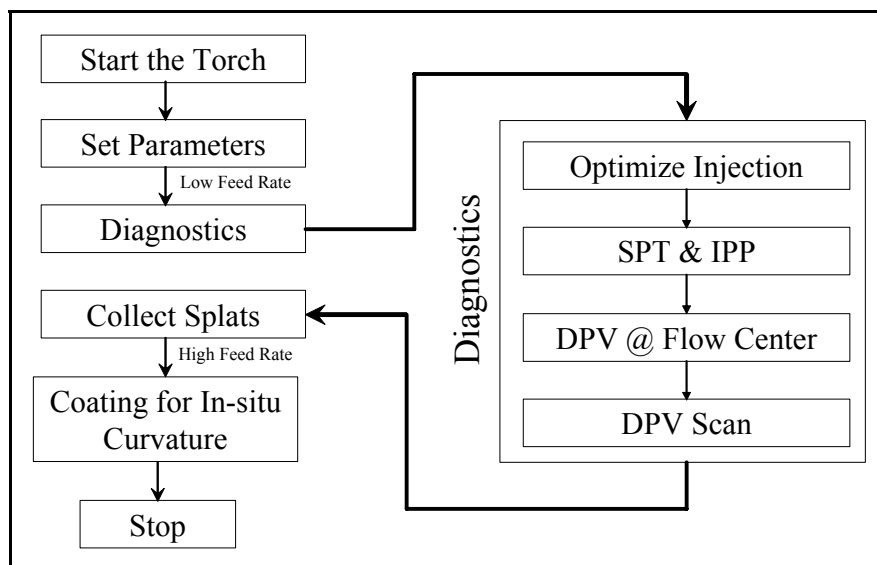 Start the Torch
Set Parameters
Low Feed Rate
Diagnostics
Collect Splats
High Feed Rate
Coating for In-situ
Curvature
Stop
Diagnostics
Optimize Injection
SPT & IPP
DPV @ Flow Center
DPV Scan